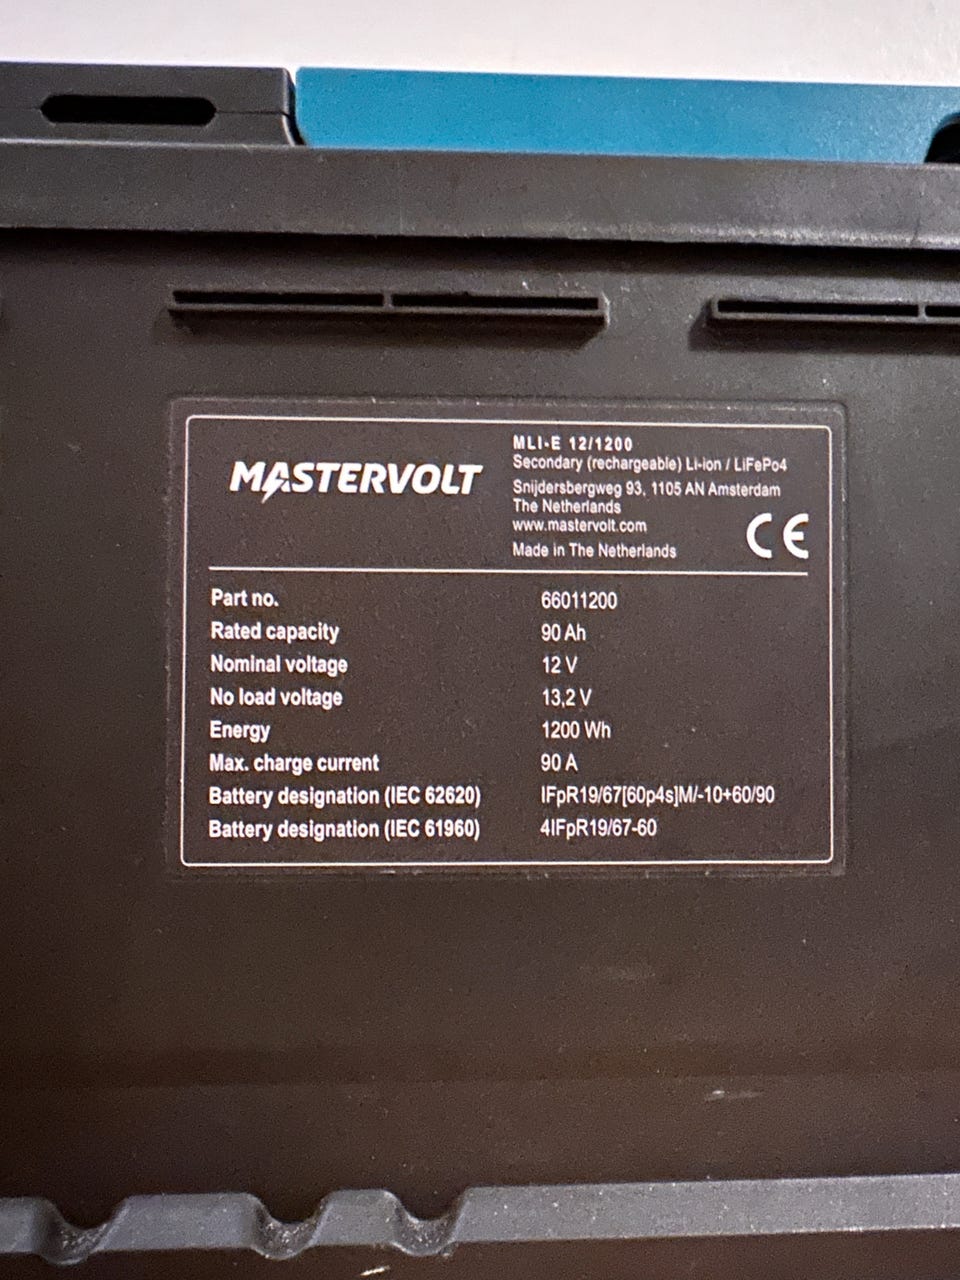 MASTERVOLT
MLI-E 12/1200
Secondary (rechargeable) Li-ion / LiFePo4
Snijdersbergweg 93, 1105 AN Amsterdam
The Netherlands
www.mastervolt.com
Made in The Netherlands
CE
Part no. 66011200
Rated capacity 90 Ah
Nominal voltage 12 V
No load voltage 13,2 V
Energy 1200 Wh
Max. charge current 90 A
Battery designation (IEC 62620) IFpR19/67[60p4s]M/-10+60/90
Battery designation (IEC 61960) 4IFpR19/67-60